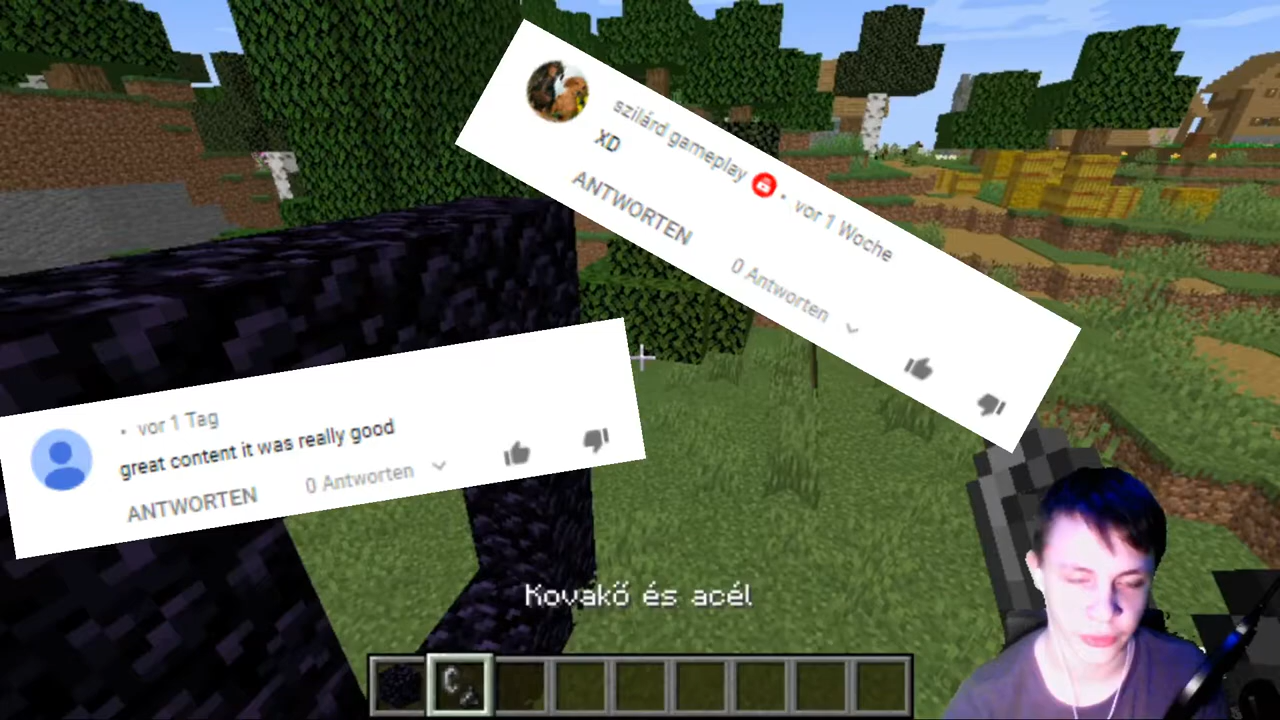 szilárd gameplay • vor 1 Woche
XD
ANTWORTEN
0 Antworten
• vor 1 Tag
great content it was really good
ANTWORTEN 0 Antworten
Kovakő és acél